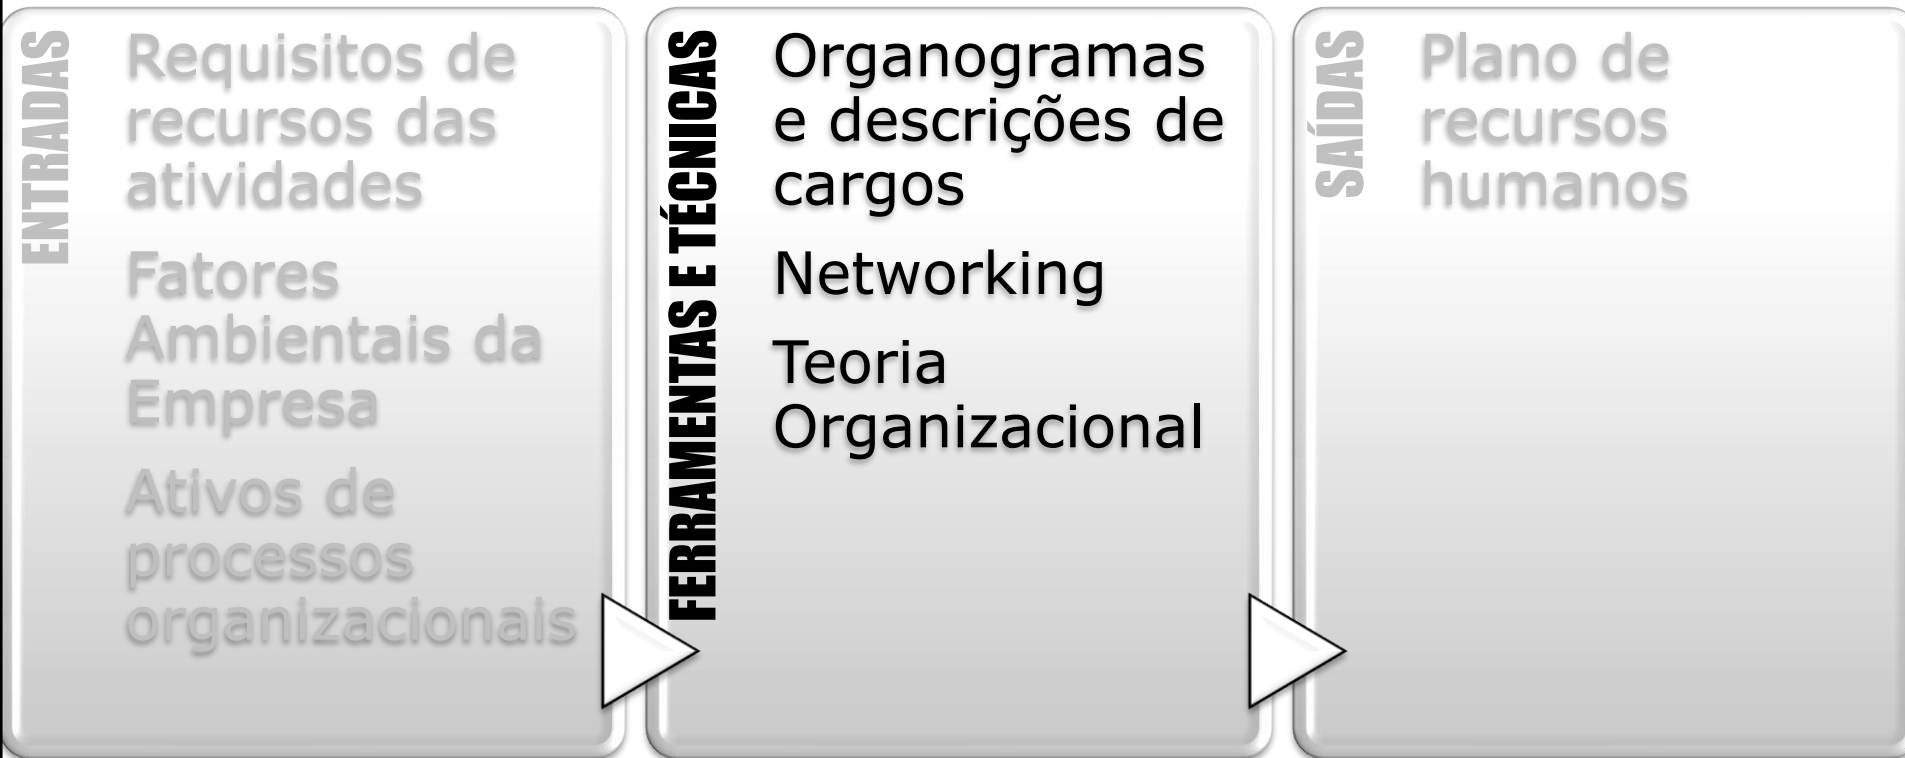 ENTRADAS
Requisitos de
recursos das
atividades
Fatores
Ambientais da
Empresa
Ativos de
processos
organizacionais
FERRAMENTAS E TÉCNICAS
Organogramas
e descrições de
cargos
Networking
Teoria
Organizacional
SAÍDAS
Plano de
recursos
humanos